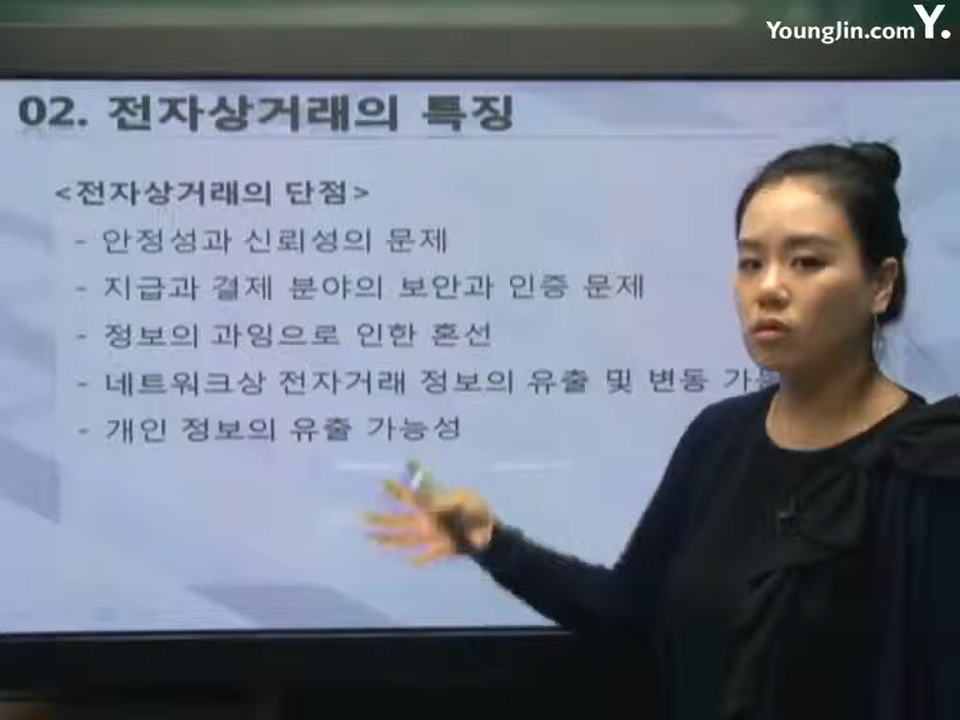 YoungJin.com Y.
02. 전자상거래의 특징
<전자상거래의 단점>
- 안정성과 신뢰성의 문제
- 지급과 결제 분야의 보안과 인증 문제
- 정보의 과잉으로 인한 혼선
- 네트워크상 전자거래 정보의 유출 및 변동
- 개인 정보의 유출 가능성